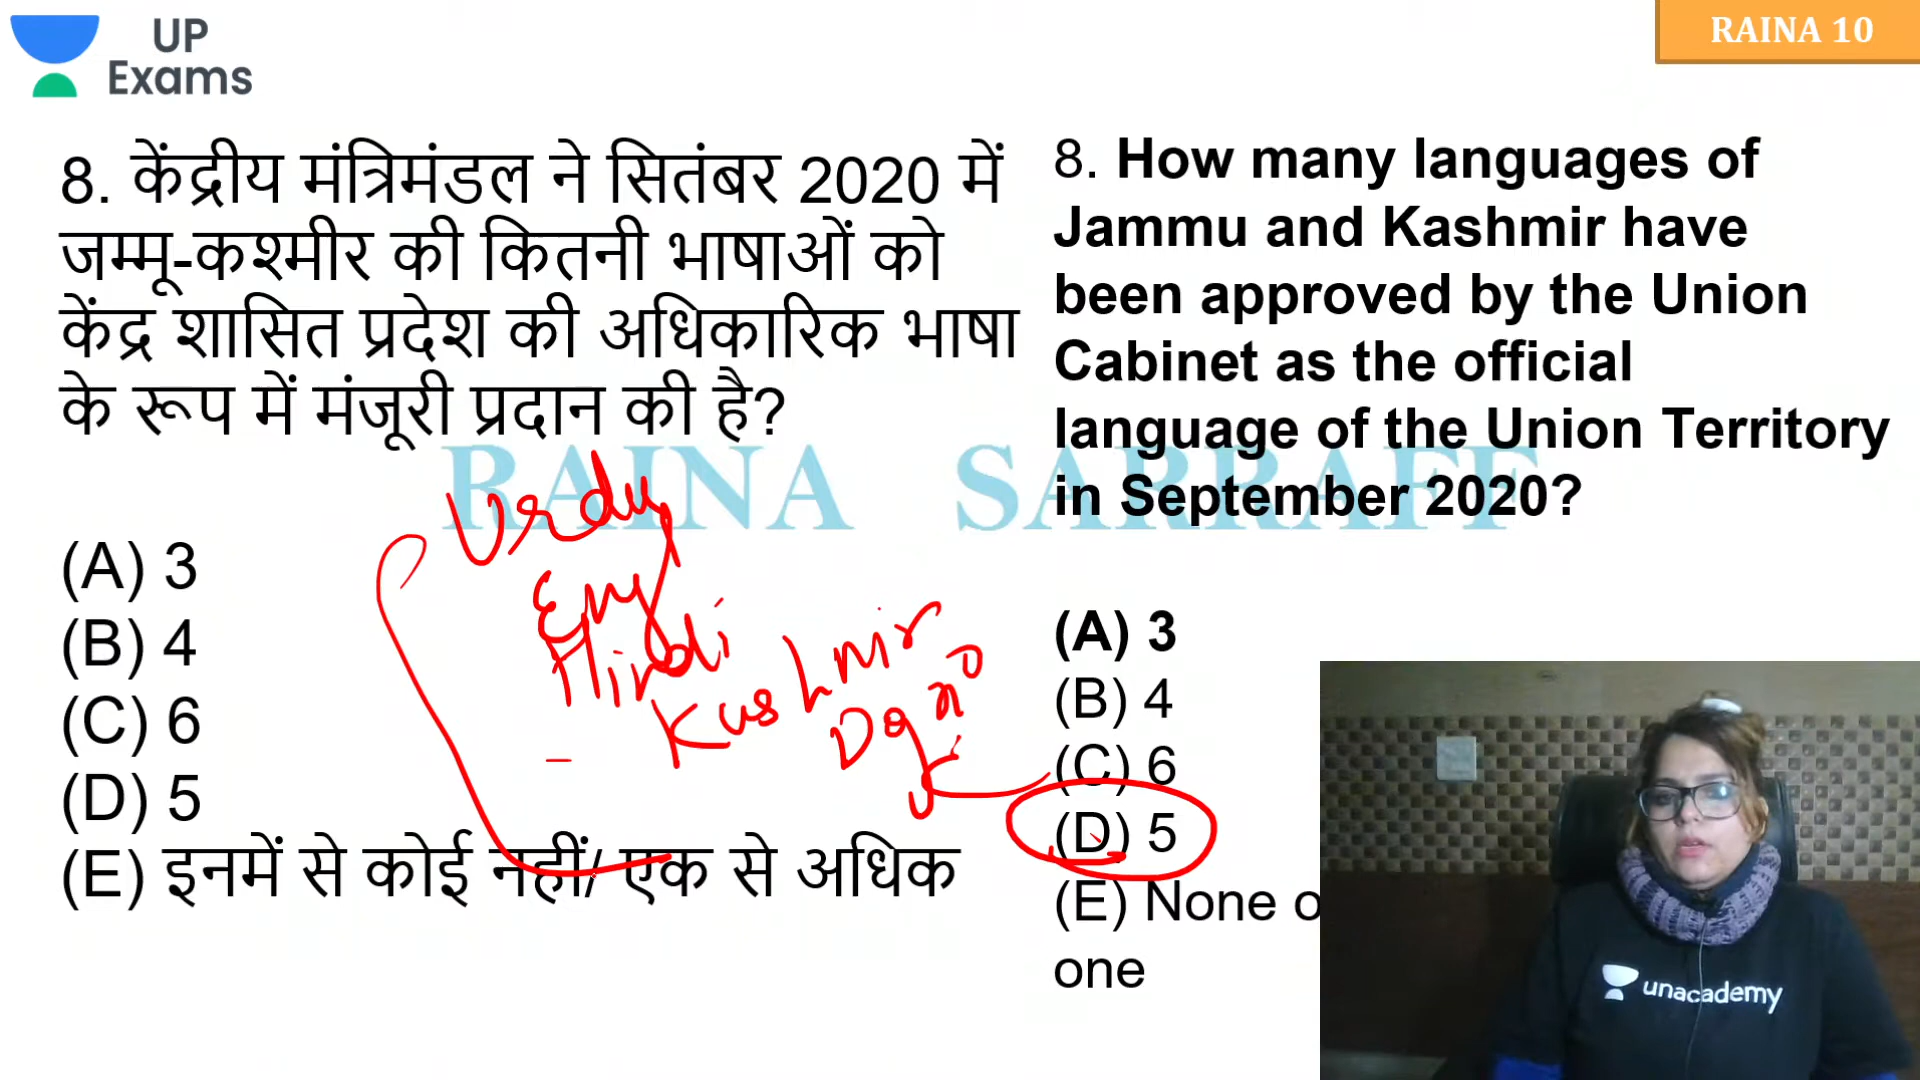 UP
Exams
RAINA 10
8. केंद्रीय मंत्रिमंडल ने सितंबर 2020 में
जम्मू-कश्मीर की कितनी भाषाओं को
केंद्र शासित प्रदेश की अधिकारिक भाषा
के रूप में मंजूरी प्रदान की है?
(A) 3
(B) 4
(C) 6
(D) 5
(E) इनमें से कोई नहीं/ एक से अधिक
8. How many languages of
Jammu and Kashmir have
been approved by the Union
Cabinet as the official
language of the Union Territory
in September 2020?
(A) 3
(B) 4
(C) 6
(D) 5
(E) None o
one
RAINA SARRAFF
Urdu
Eng
Hindi
Kushmir
unacademy